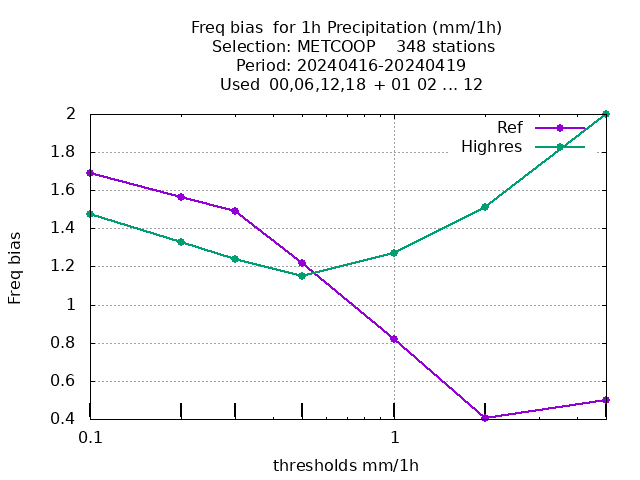 Freq bias  for 1h Precipitation (mm/1h)
Selection: METCOOP    348 stations
Period: 20240416-20240419
Used  00,06,12,18  + 01 02 ... 12
Ref
Highres
2
1.8
1.6
1.4
1.2
1
0.8
0.6
0.4
Freq bias
0.1
1
thresholds mm/1h